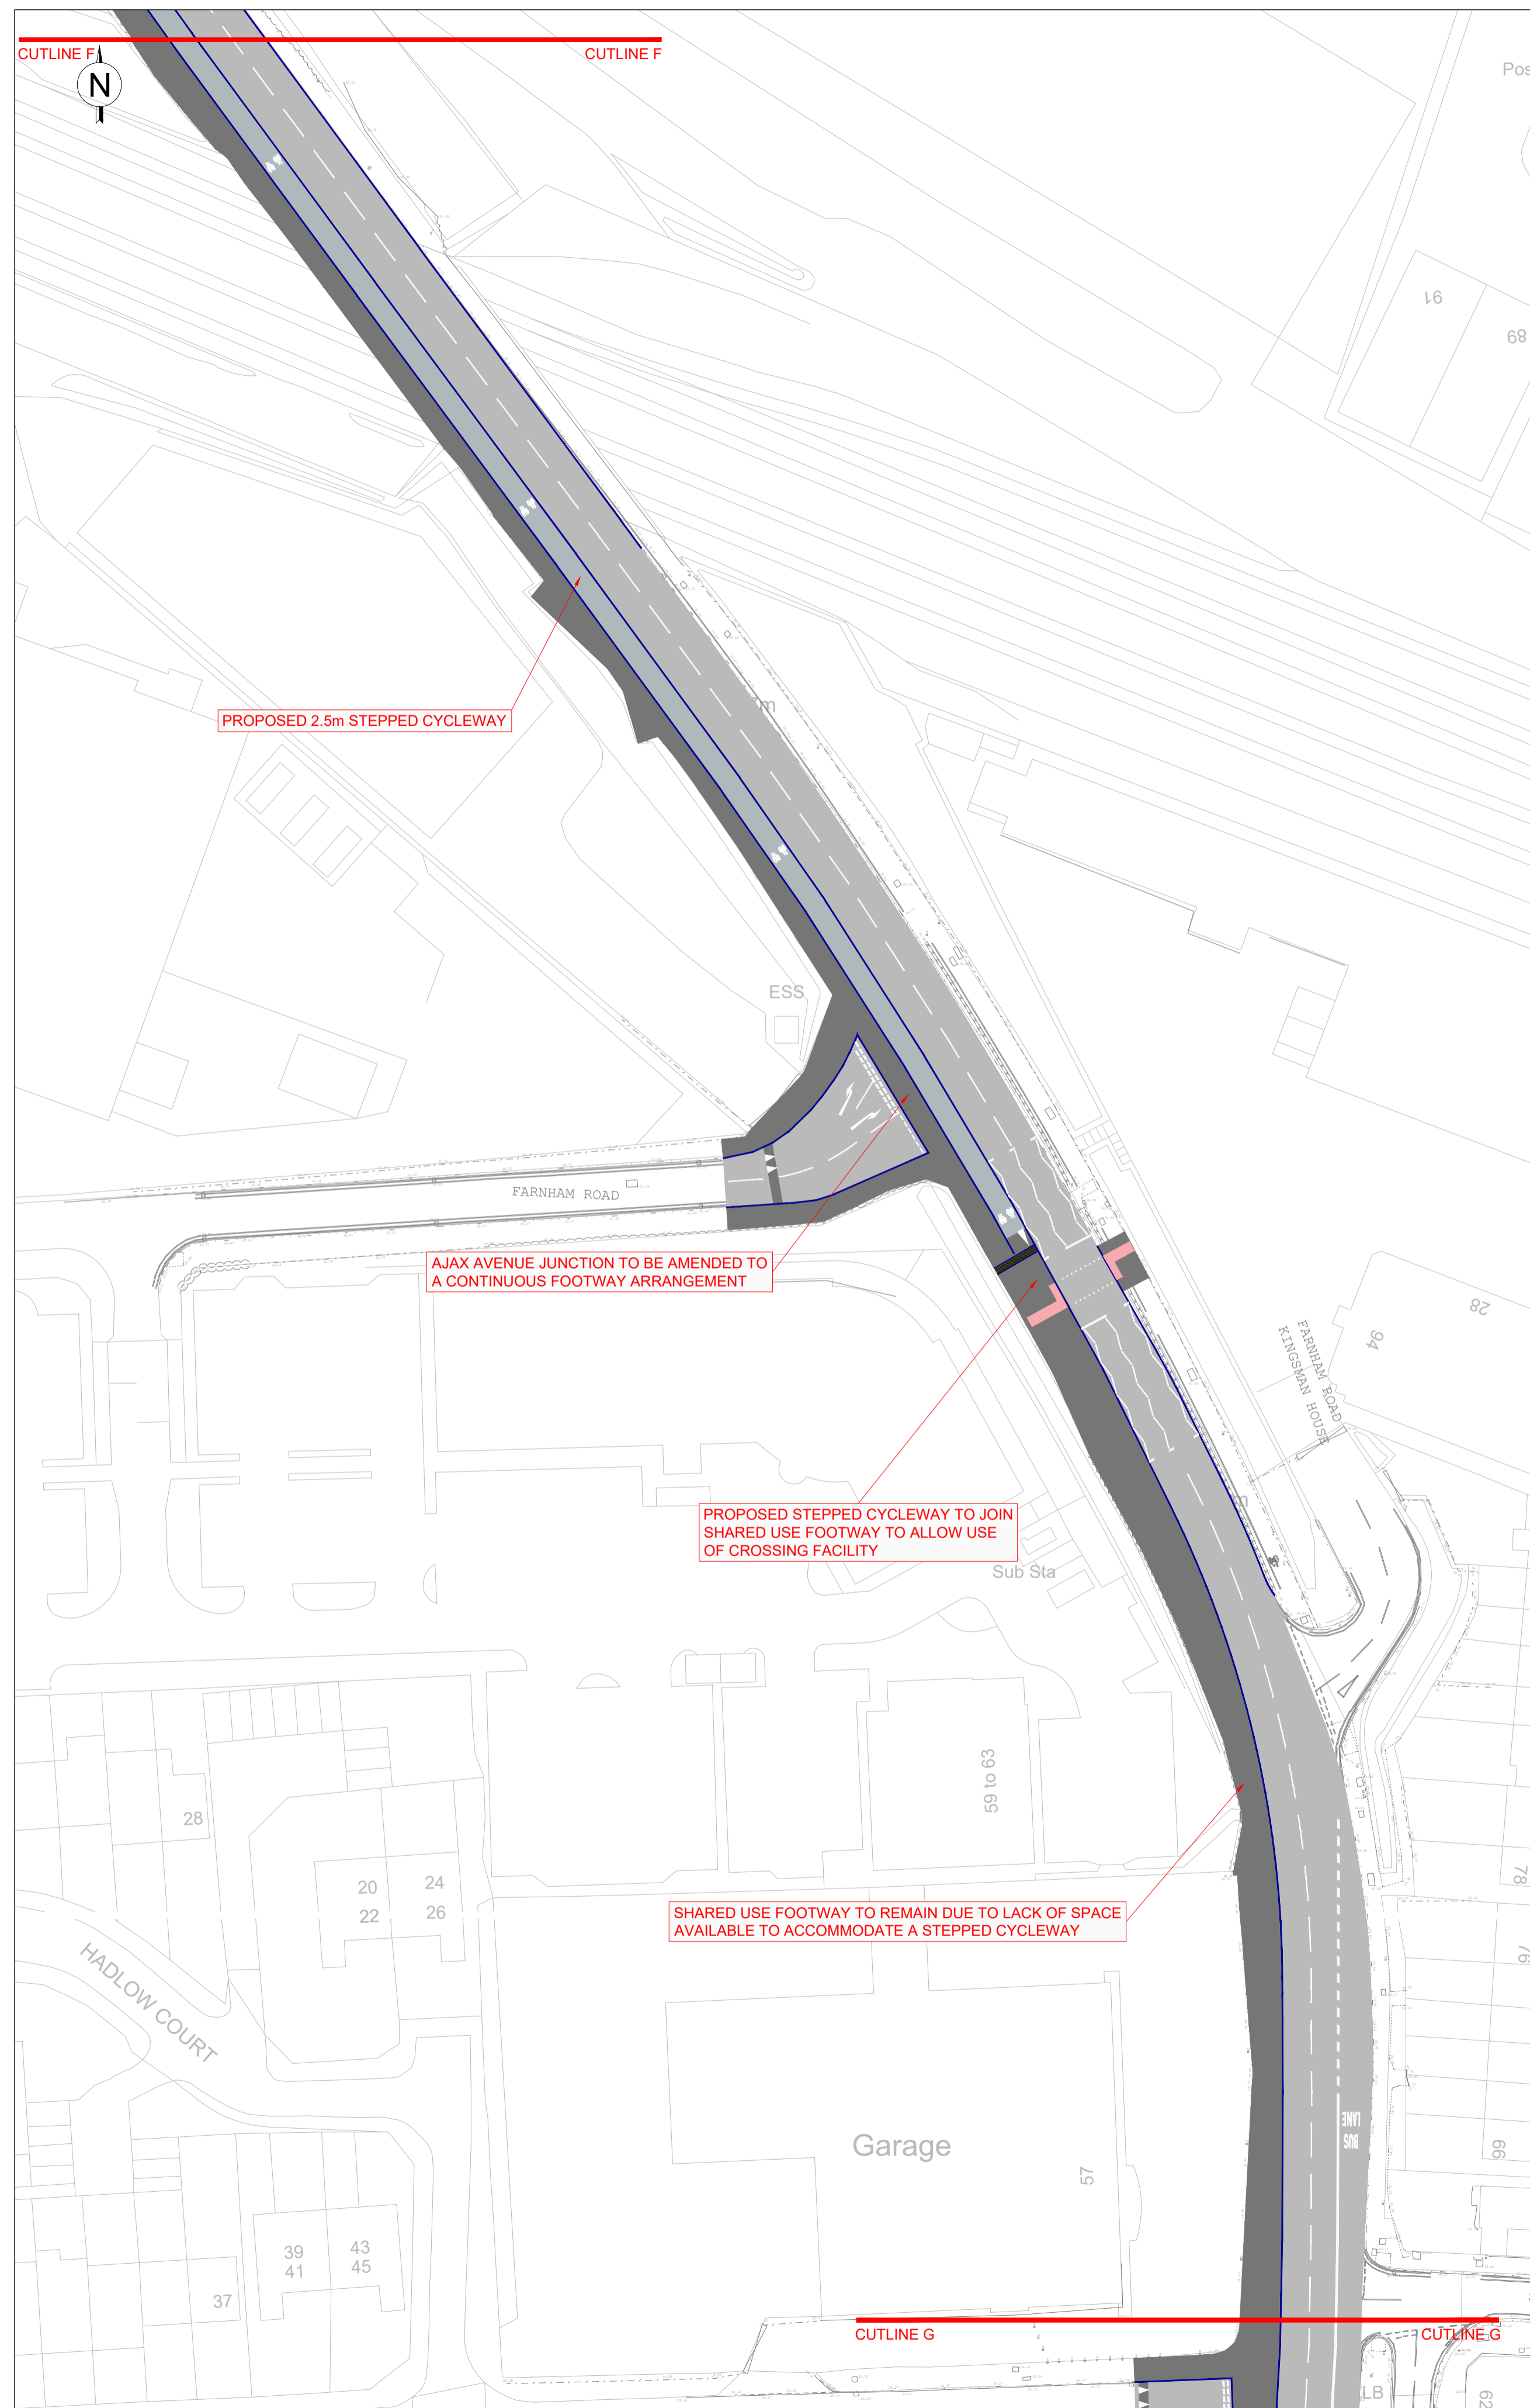 CUTLINE F
CUTLINE F
N
Pos
91
89
m
PROPOSED 2.5m STEPPED CYCLEWAY
ESS
FARNHAM ROAD
AJAX AVENUE JUNCTION TO BE AMENDED TO
A CONTINUOUS FOOTWAY ARRANGEMENT
28
94
FARNHAM ROAD
KINGSMAN HOUSE
PROPOSED STEPPED CYCLEWAY TO JOIN
SHARED USE FOOTWAY TO ALLOW USE
OF CROSSING FACILITY
Sub Sta
59 to 63
28
20
22
24
26
78
SHARED USE FOOTWAY TO REMAIN DUE TO LACK OF SPACE
AVAILABLE TO ACCOMMODATE A STEPPED CYCLEWAY
76
HADLOW COURT
BUS
LANE
Garage
57
66
39
41
43
45
37
CUTLINE G
CUTLINE G
LB
62